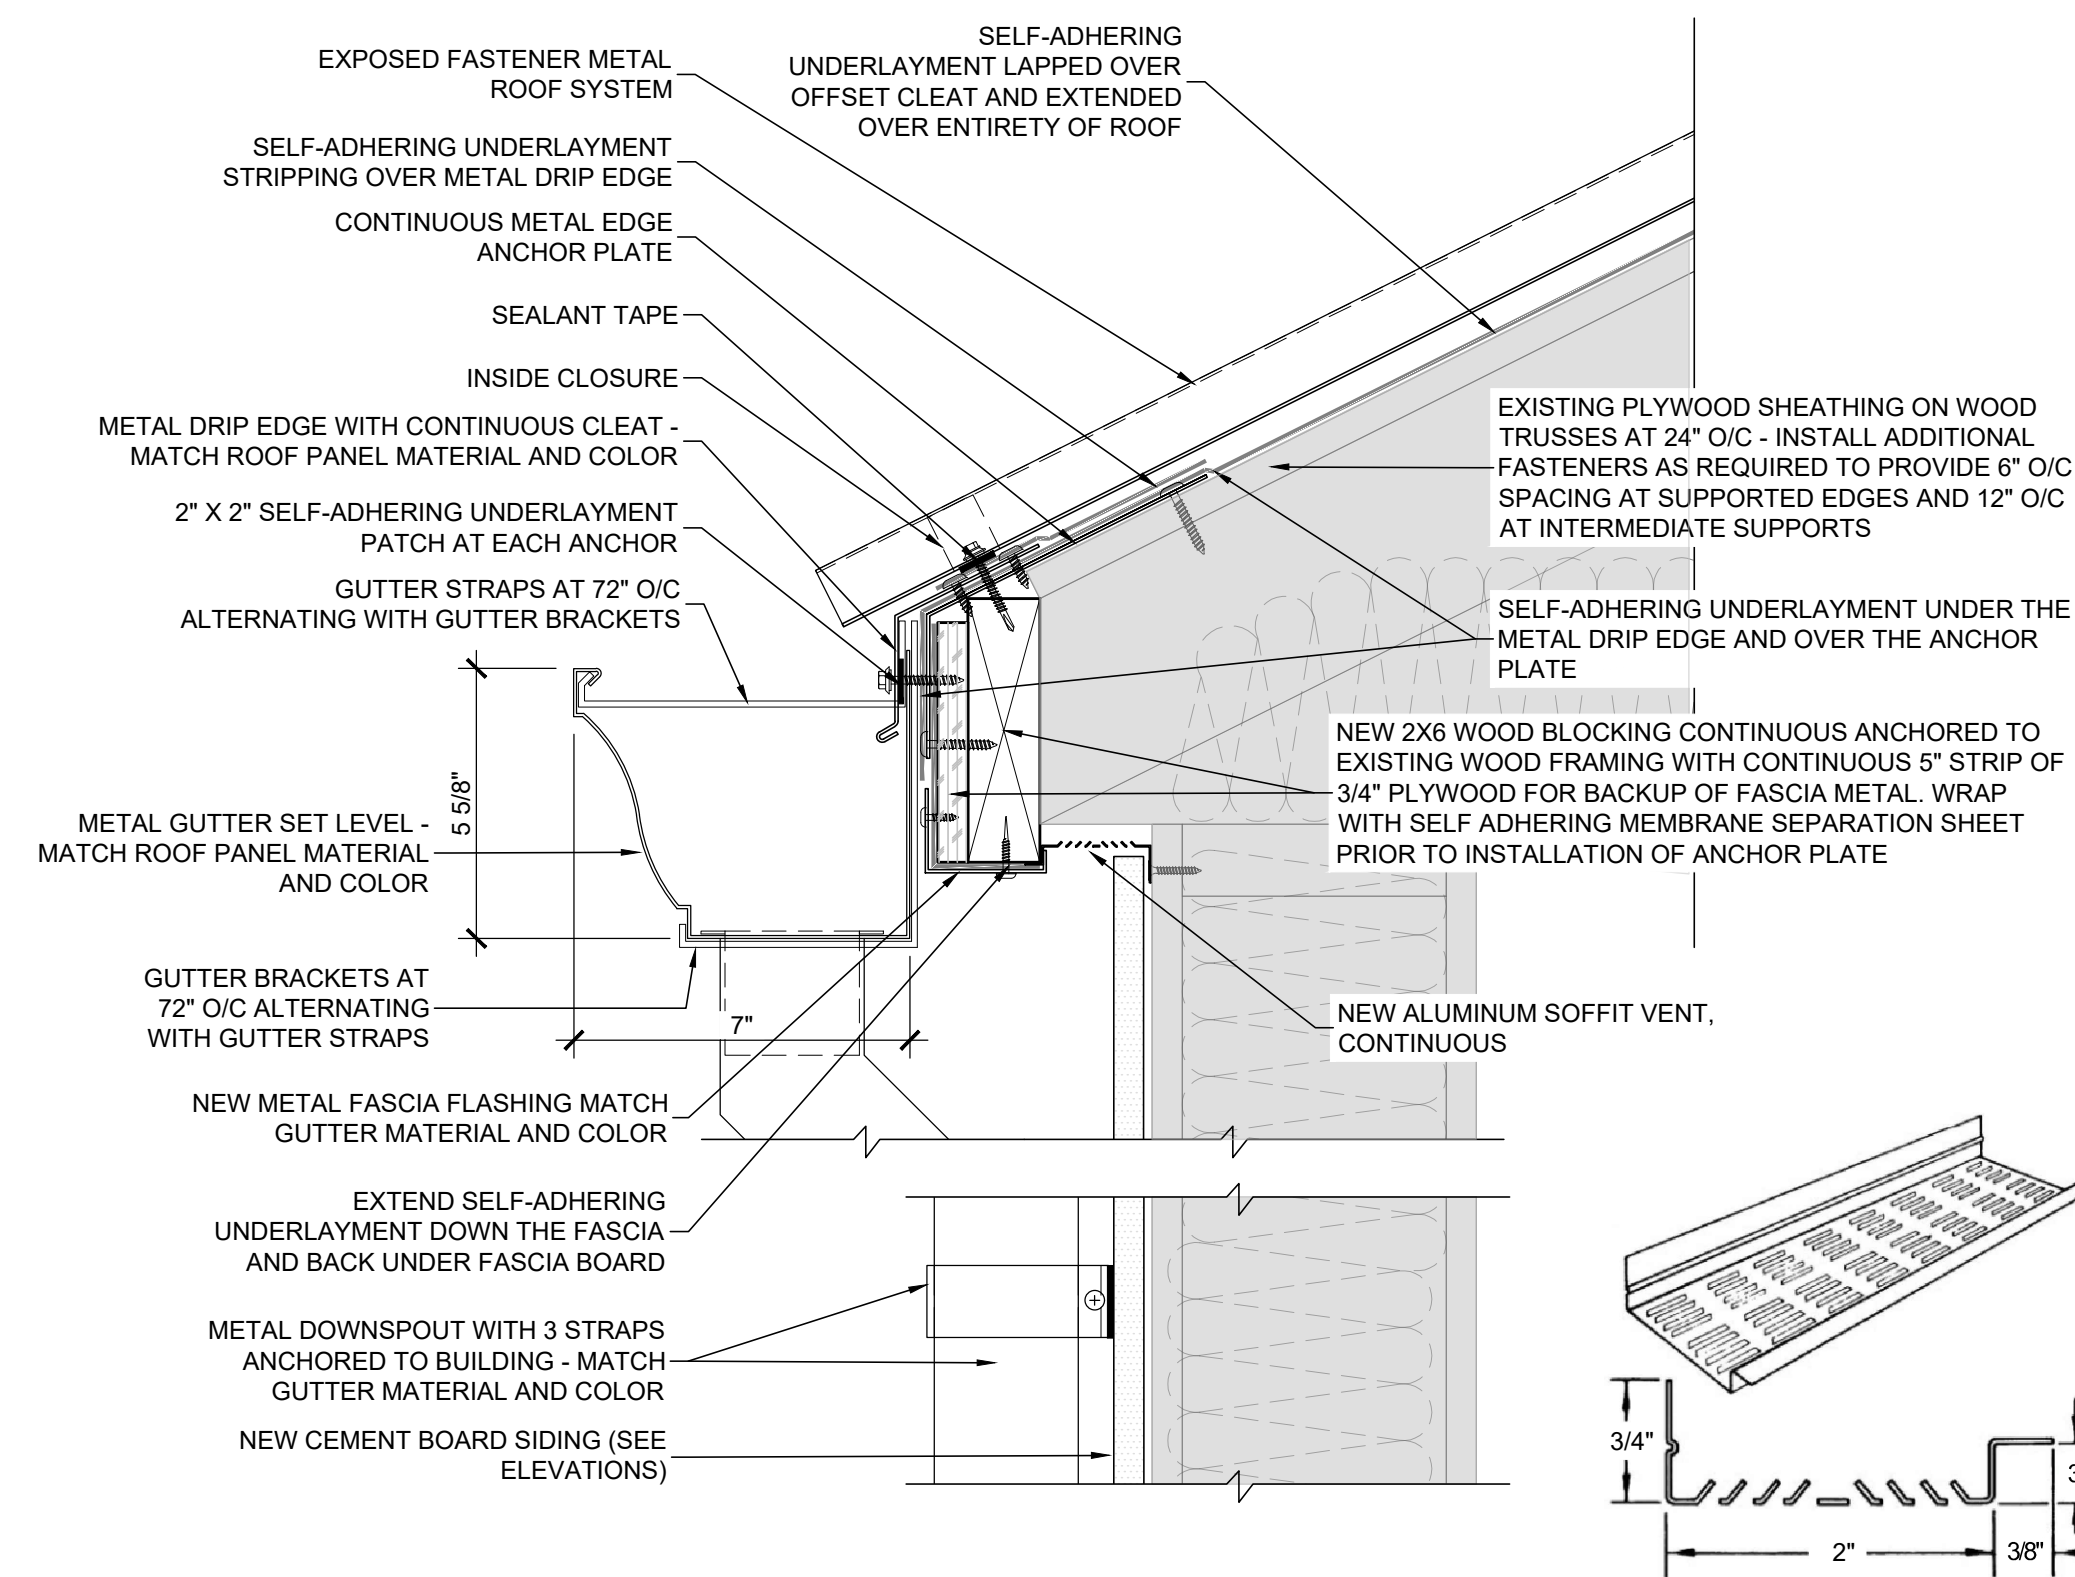 EXPOSED FASTENER METAL
ROOF SYSTEM
SELF-ADHERING
UNDERLAYMENT LAPPED OVER
OFFSET CLEAT AND EXTENDED
OVER ENTIRETY OF ROOF
SELF-ADHERING UNDERLAYMENT
STRIPPING OVER METAL DRIP EDGE
CONTINUOUS METAL EDGE
ANCHOR PLATE
SEALANT TAPE
INSIDE CLOSURE
METAL DRIP EDGE WITH CONTINUOUS CLEAT -
MATCH ROOF PANEL MATERIAL AND COLOR
2" X 2" SELF-ADHERING UNDERLAYMENT
PATCH AT EACH ANCHOR
GUTTER STRAPS AT 72" O/C
ALTERNATING WITH GUTTER BRACKETS
5 5/8"
METAL GUTTER SET LEVEL -
MATCH ROOF PANEL MATERIAL
AND COLOR
GUTTER BRACKETS AT
72" O/C ALTERNATING
WITH GUTTER STRAPS
7"
NEW METAL FASCIA FLASHING MATCH
GUTTER MATERIAL AND COLOR
EXTEND SELF-ADHERING
UNDERLAYMENT DOWN THE FASCIA
AND BACK UNDER FASCIA BOARD
METAL DOWNSPOUT WITH 3 STRAPS
ANCHORED TO BUILDING - MATCH
GUTTER MATERIAL AND COLOR
NEW CEMENT BOARD SIDING (SEE
ELEVATIONS)
EXISTING PLYWOOD SHEATHING ON WOOD
TRUSSES AT 24" O/C - INSTALL ADDITIONAL
FASTENERS AS REQUIRED TO PROVIDE 6" O/C
SPACING AT SUPPORTED EDGES AND 12" O/C
AT INTERMEDIATE SUPPORTS
SELF-ADHERING UNDERLAYMENT UNDER THE
METAL DRIP EDGE AND OVER THE ANCHOR
PLATE
NEW 2X6 WOOD BLOCKING CONTINUOUS ANCHORED TO
EXISTING WOOD FRAMING WITH CONTINUOUS 5" STRIP OF
3/4" PLYWOOD FOR BACKUP OF FASCIA METAL. WRAP
WITH SELF ADHERING MEMBRANE SEPARATION SHEET
PRIOR TO INSTALLATION OF ANCHOR PLATE
NEW ALUMINUM SOFFIT VENT,
CONTINUOUS
3/4"
2"
3/8"